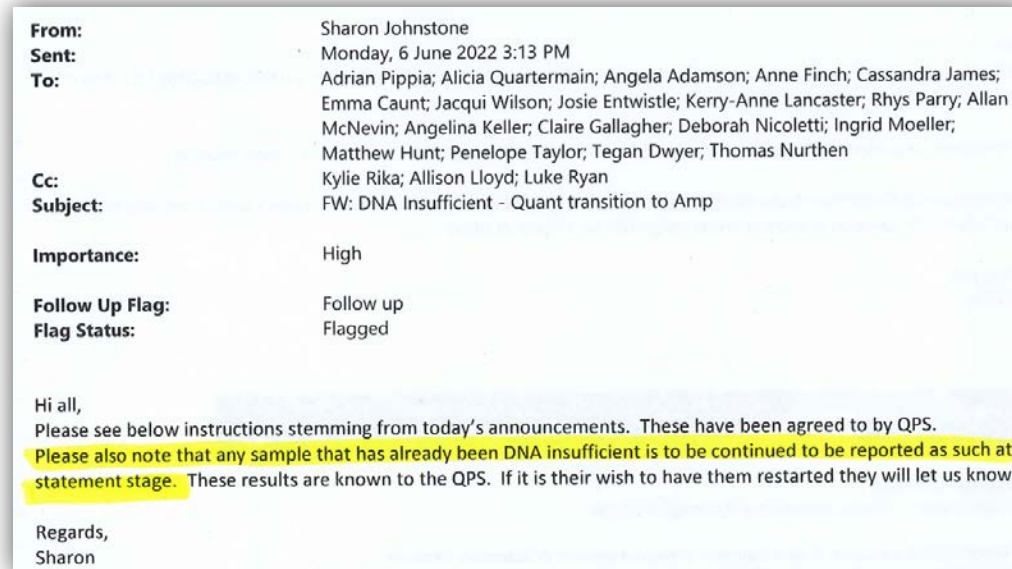 From: Sharon Johnstone
Sent: Monday, 6 June 2022 3:13 PM
To: Adrian Pippia; Alicia Quartermain; Angela Adamson; Anne Finch; Cassandra James;
Emma Caunt; Jacqui Wilson; Josie Entwistle; Kerry-Anne Lancaster; Rhys Parry; Allan
McNevin; Angelina Keller; Claire Gallagher; Deborah Nicoletti; Ingrid Moeller;
Matthew Hunt; Penelope Taylor; Tegan Dwyer; Thomas Nurthen
Cc: Kylie Rika; Allison Lloyd; Luke Ryan
Subject: FW: DNA Insufficient - Quant transition to Amp
Importance: High
Follow Up Flag: Follow up
Flag Status: Flagged
Hi all,
Please see below instructions stemming from today's announcements. These have been agreed to by QPS.
Please also note that any sample that has already been DNA insufficient is to be continued to be reported as such at
statement stage. These results are known to the QPS. If it is their wish to have them restarted they will let us know
Regards,
Sharon